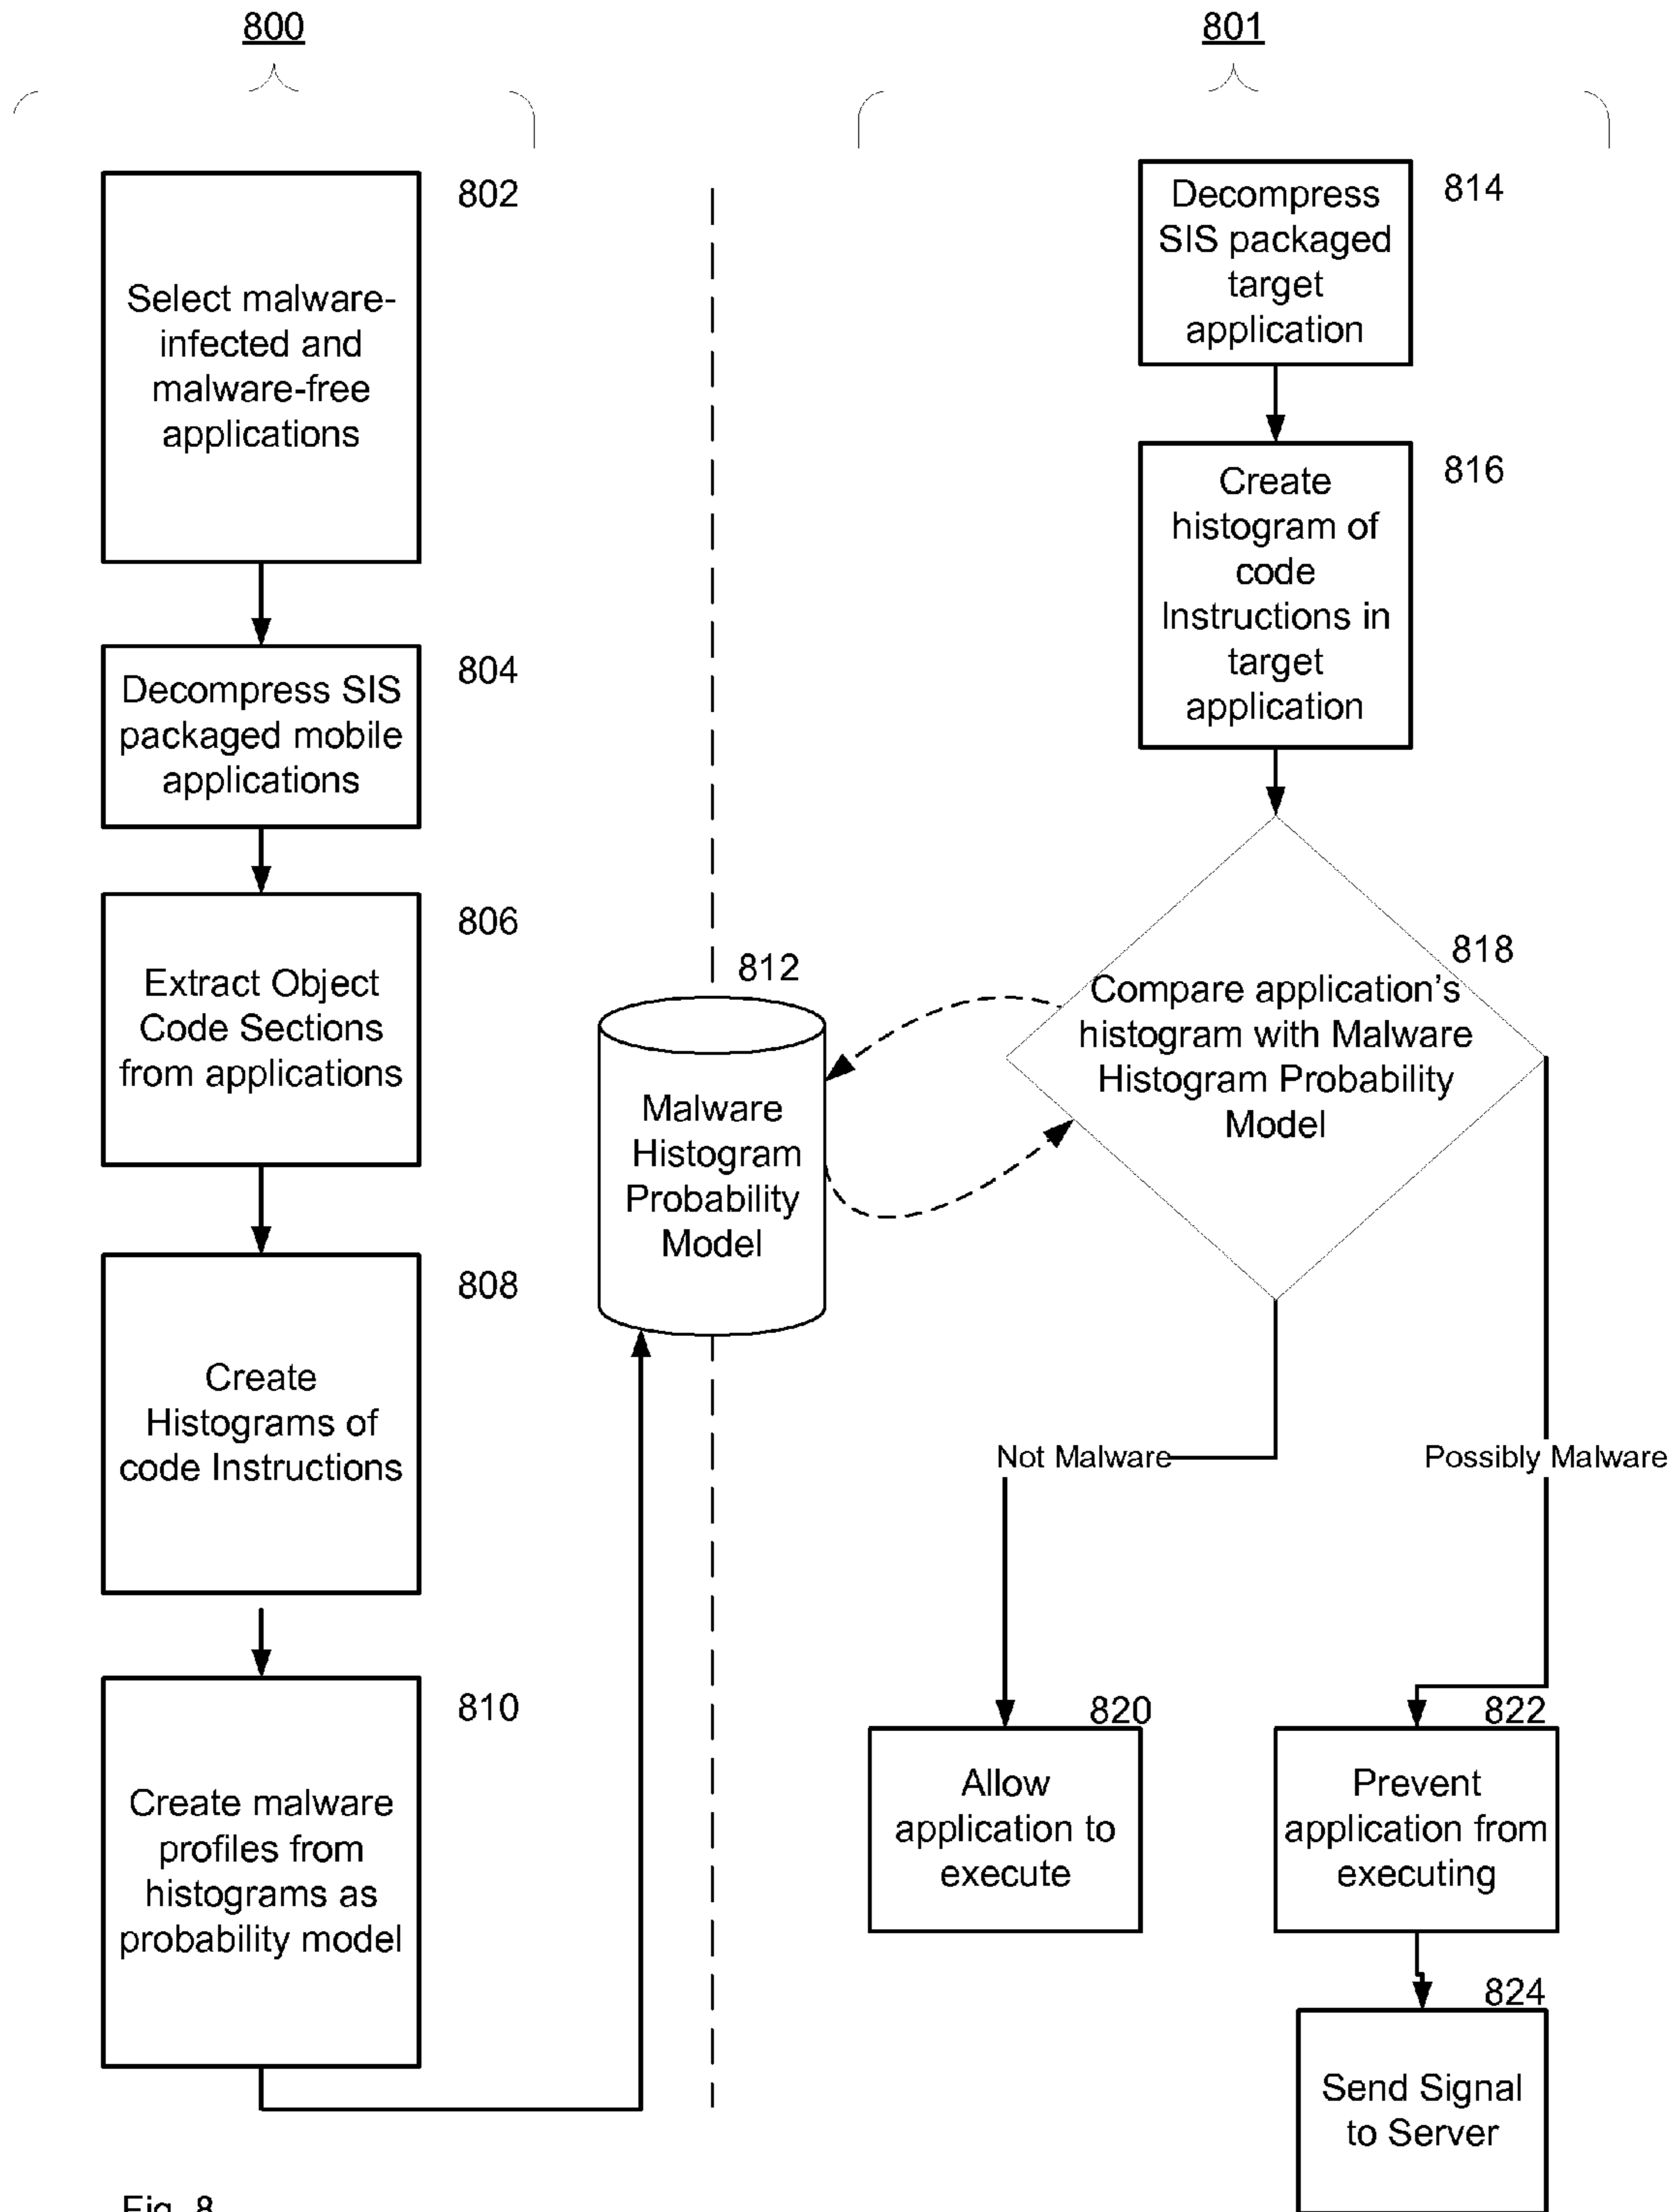 800
802
Select malware-
infected and
malware-free
applications
804
Decompress SIS
packaged mobile
applications
806
Extract Object
Code Sections
from applications
808
Create
Histograms of
code Instructions
810
Create malware
profiles from
histograms as
probability model
812
Malware
Histogram
Probability
Model
801
814
Decompress
SIS packaged
target
application
816
Create
histogram of
code
Instructions in
target
application
818
Compare application's
histogram with Malware
Histogram Probability
Model
Not Malware
Possibly Malware
820
Allow
application to
execute
822
Prevent
application from
executing
824
Send Signal
to Server
Fig. 8